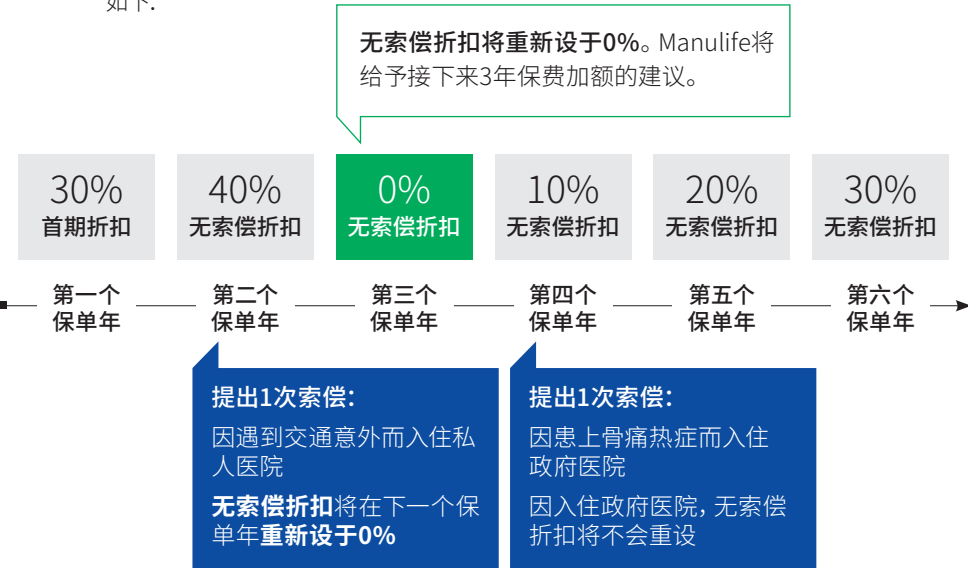 如下:
无索偿折扣将重新设于0%。Manulife将
给予接下来3年保费加额的建议。
30%
首期折扣
40%
无索偿折扣
0%
无索偿折扣
10%
无索偿折扣
20%
无索偿折扣
30%
无索偿折扣
第一个
保单年
第二个
保单年
第三个
保单年
第四个
保单年
第五个
保单年
第六个
保单年
提出1次索偿：
因遇到交通意外而入住私
人医院
无索偿折扣将在下一个保
单年重新设于0%
提出1次索偿：
因患上骨痛热症而入住
政府医院
因入住政府医院，无索偿
折扣将不会重设